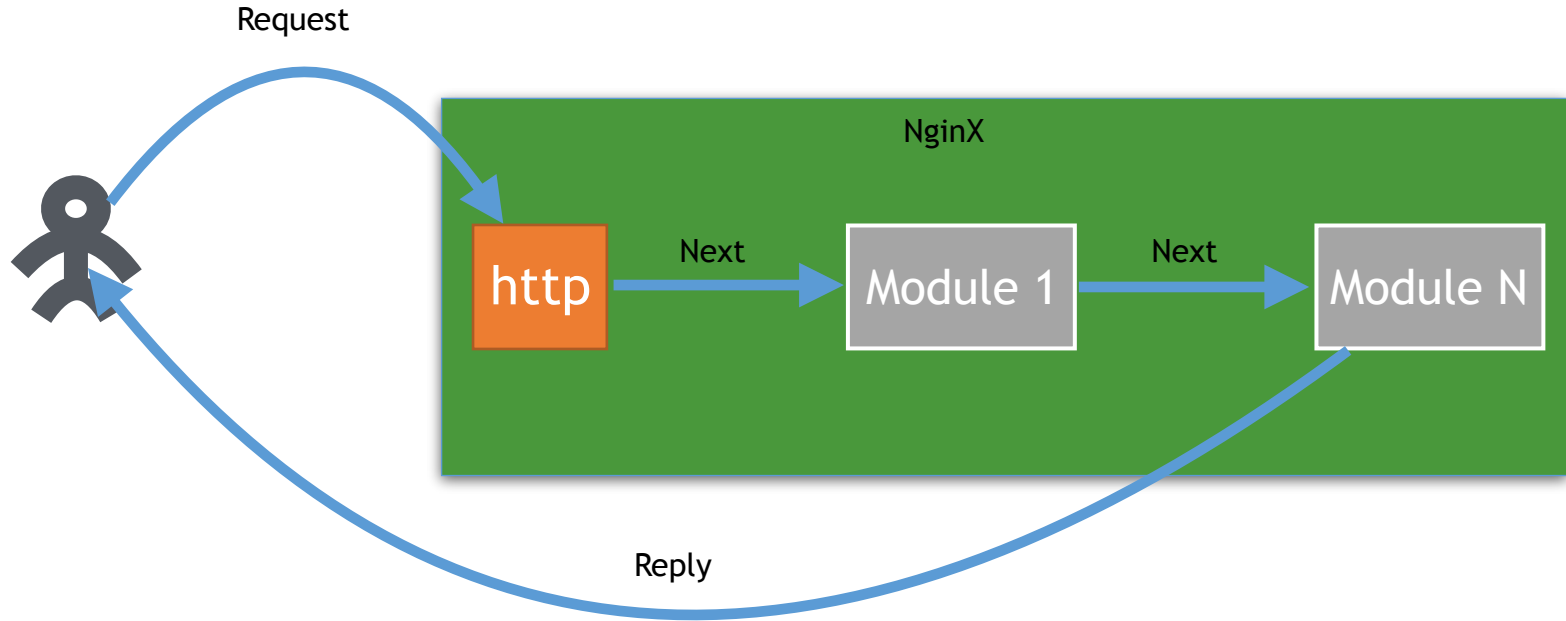 Request
NginX
http
Next
Module 1
Next
Module N
Reply